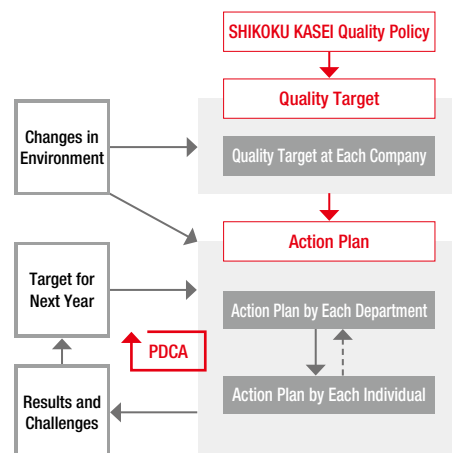 SHIKOKU KASEI Quality Policy
Quality Target
Changes in
Environment
Quality Target at Each Company
Action Plan
Target for
Next Year
Action Plan by Each Department
PDCA
Action Plan by Each Individual
Results and
Challenges